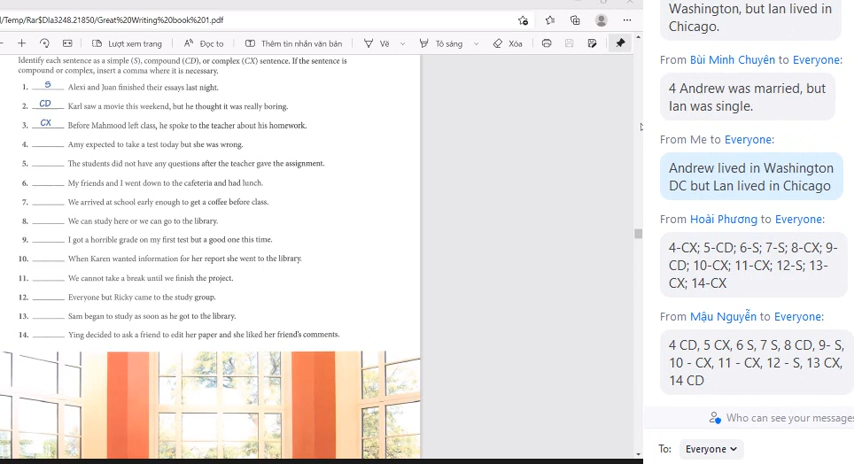 l/Temp/Rar$DIa3248.21850/Great%20Writing%20book%201.pdf
Lượt xem trang
Đọc to
Thêm tin nhắn văn bản
Vẽ
Tô sáng
Xóa
Identify each sentence as a simple (S), compound (CD), or complex (CX) sentence. If the sentence is
compound or complex, insert a comma where it is necessary.
1. S Alexi and Juan finished their essays last night.
2. CD Karl saw a movie this weekend, but he thought it was really boring.
3. CX Before Mahmood left class, he spoke to the teacher about his homework.
4. Amy expected to take a test today but she was wrong.
5. The students did not have any questions after the teacher gave the assignment.
6. My friends and I went down to the cafeteria and had lunch.
7. We arrived at school early enough to get a coffee before class.
8. We can study here or we can go to the library.
9. I got a horrible grade on my first test but a good one this time.
10. When Karen wanted information for her report she went to the library.
11. We cannot take a break until we finish the project.
12. Everyone but Ricky came to the study group.
13. Sam began to study as soon as he got to the library.
14. Ying decided to ask a friend to edit her paper and she liked her friend's comments.
Washington, but Ian lived in
Chicago.
From Bùi Minh Chuyên to Everyone:
4 Andrew was married, but
Ian was single.
From Me to Everyone:
Andrew lived in Washington
DC but Lan lived in Chicago
From Hoài Phương to Everyone:
4-CX; 5-CD; 6-S; 7-S; 8-CX; 9-
CD; 10-CX; 11-CX; 12-S; 13-
CX; 14-CX
From Mậu Nguyễn to Everyone:
4 CD, 5 CX, 6 S, 7 S, 8 CD, 9- S,
10 - CX, 11 - CX, 12 - S, 13 CX,
14 CD
Who can see your messages
To: Everyone